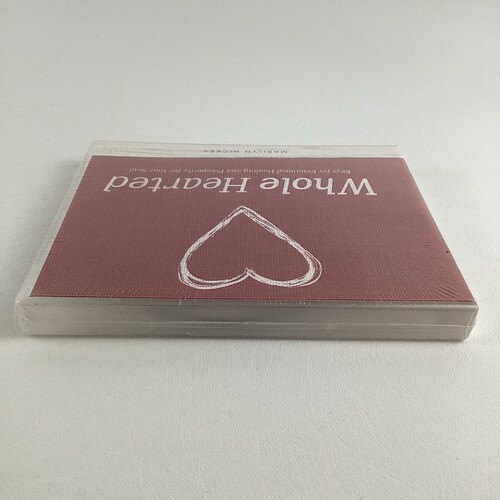 Whole Hearted
Keys for Emotional Healing and Prosperity for Your Soul
MARILYN HICKEY